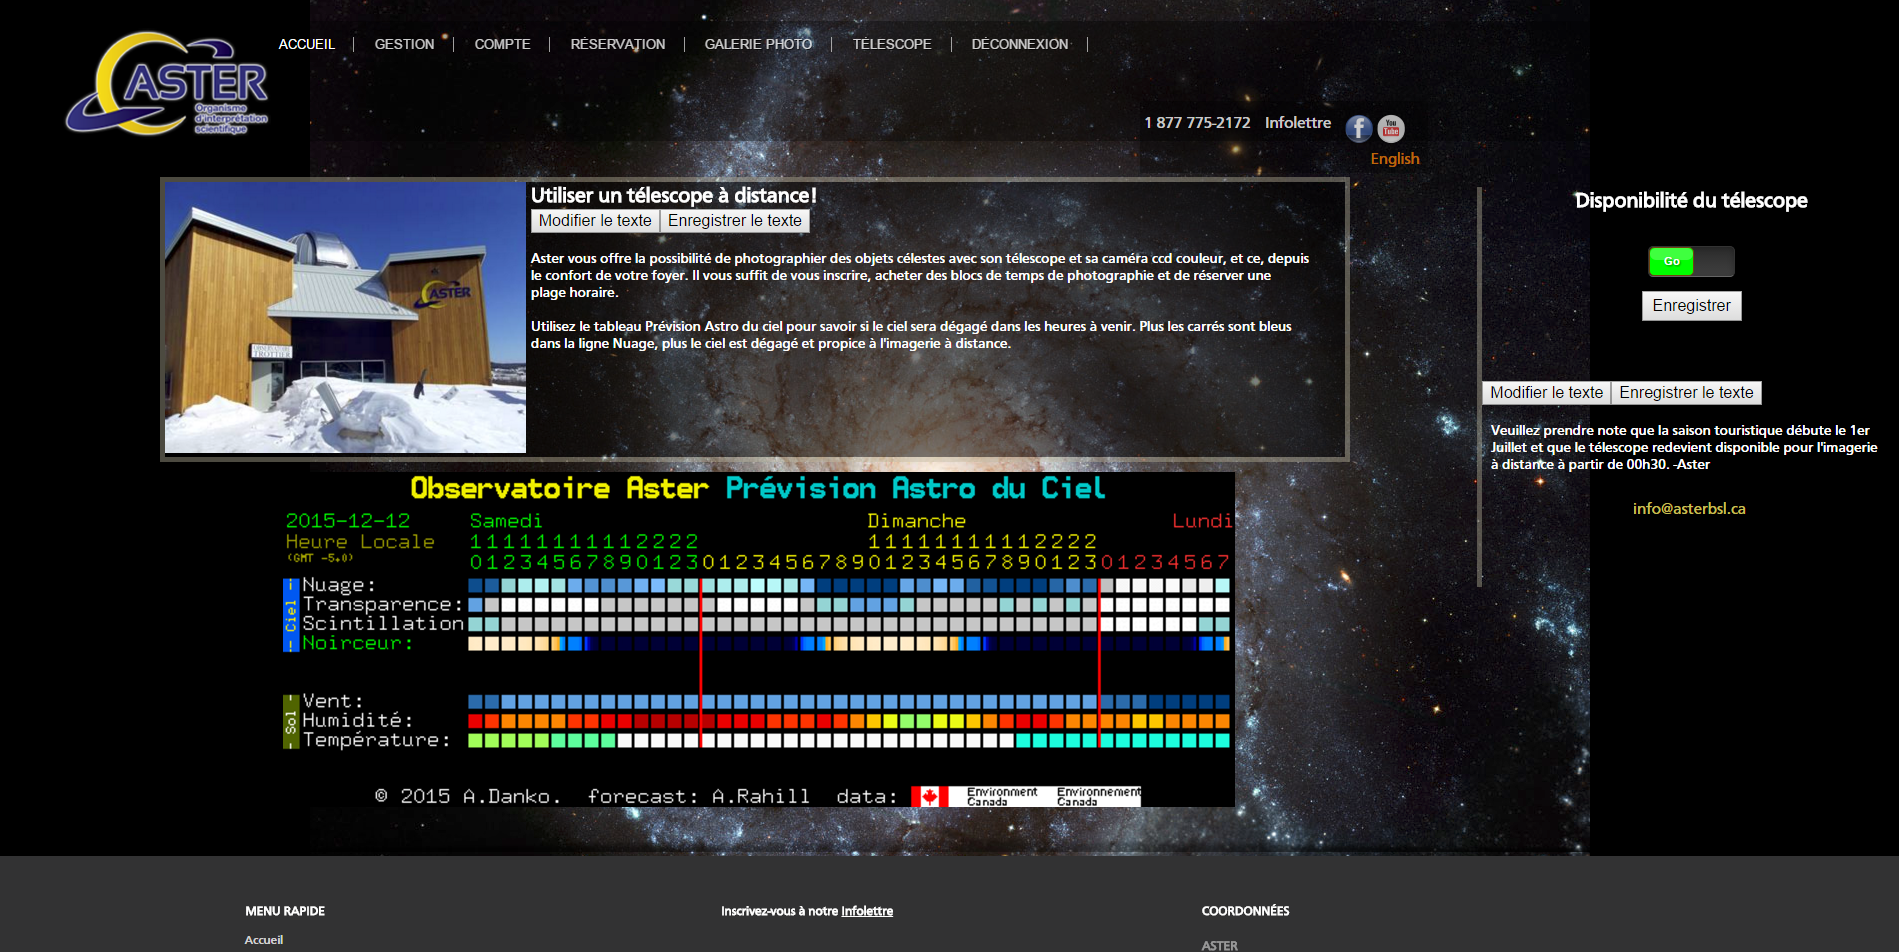 ASTER
Organisme
d'interprétation
scientifique
ACCUEIL
GESTION
COMPTE
RÉSERVATION
GALERIE PHOTO
TÉLESCOPE
DÉCONNEXION
1 877 775-2172 Infolettre
You
Tube
English
Utiliser un télescope à distance!
Modifier le texte Enregistrer le texte
Aster vous offre la possibilité de photographier des objets célestes avec son télescope et sa caméra ccd couleur, et ce, depuis
le confort de votre foyer. Il vous suffit de vous inscrire, acheter des blocs de temps de photographie et de réserver une
plage horaire.
Utilisez le tableau Prévision Astro du ciel pour savoir si le ciel sera dégagé dans les heures à venir. Plus les carrés sont bleus
dans la ligne Nuage, plus le ciel est dégagé et propice à l'imagerie à distance.
ASTER
OBSERVATOIRE
TROTTIER
Disponibilité du télescope
Go
Enregistrer
Modifier le texte Enregistrer le texte
Veuillez prendre note que la saison touristique débute le 1er
Juillet et que le télescope redevient disponible pour l'imagerie
à distance à partir de 00h30. -Aster
info@asterbsl.ca
Observatoire Aster Prévision Astro du Ciel
2015-12-12 Samedi Dimanche Lundi
Heure Locale 11111111112222 11111111112222
(GMT -5.0) 01234567890123 012345678901234567890123 01234567
- Ciel -
Nuage:
Transparence:
Scintillation
Noirceur:
- Sol -
Vent:
Humidité:
Température:
© 2015 A.Danko. forecast: A.Rahill data: Environment Canada Environnement Canada
MENU RAPIDE
Accueil
Inscrivez-vous à notre Infolettre
COORDONNÉES
ASTER